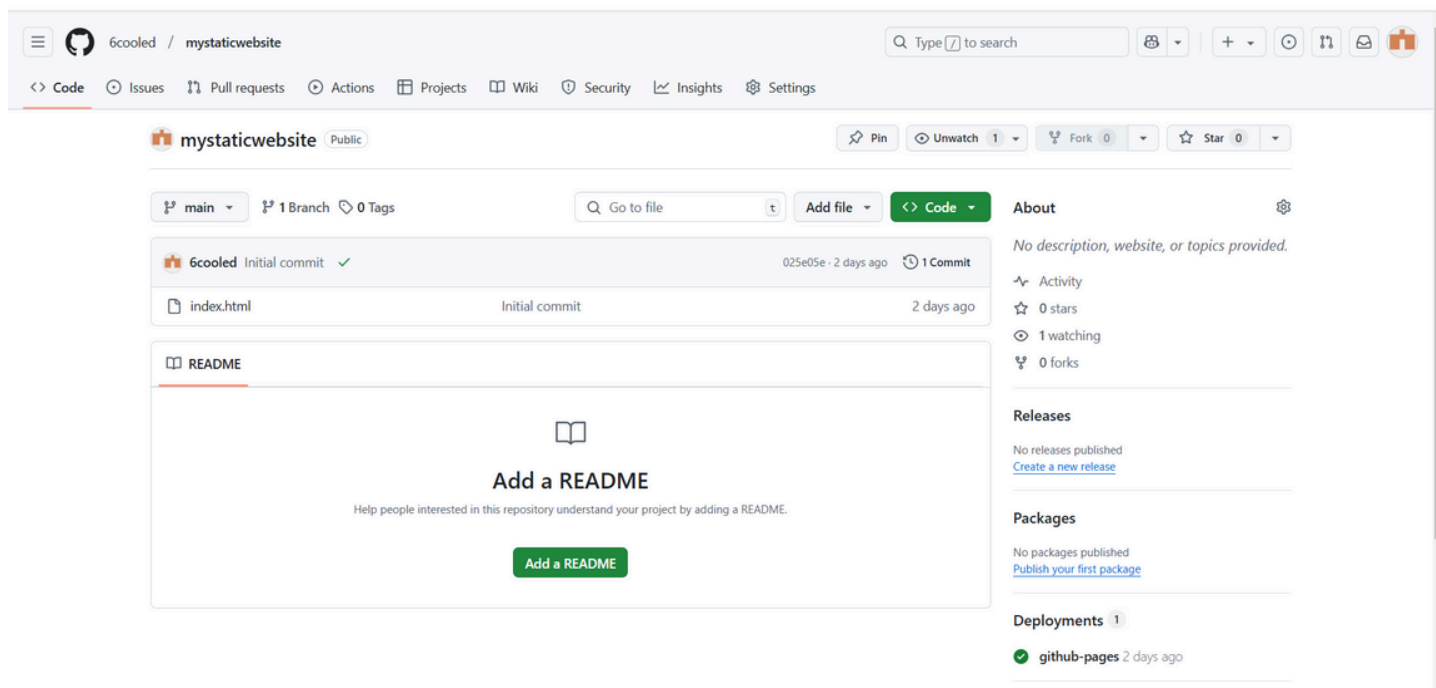 6cooled / mystaticwebsite
Type / to search
Code Issues Pull requests Actions Projects Wiki Security Insights Settings
mystaticwebsite Public
Pin Unwatch 1 Fork 0 Star 0
main 1 Branch 0 Tags Go to file t Add file Code
6cooled Initial commit 025e05e · 2 days ago 1 Commit
index.html Initial commit 2 days ago
README
Add a README
Help people interested in this repository understand your project by adding a README.
Add a README
About
No description, website, or topics provided.
Activity
0 stars
1 watching
0 forks
Releases
No releases published
Create a new release
Packages
No packages published
Publish your first package
Deployments 1
github-pages 2 days ago